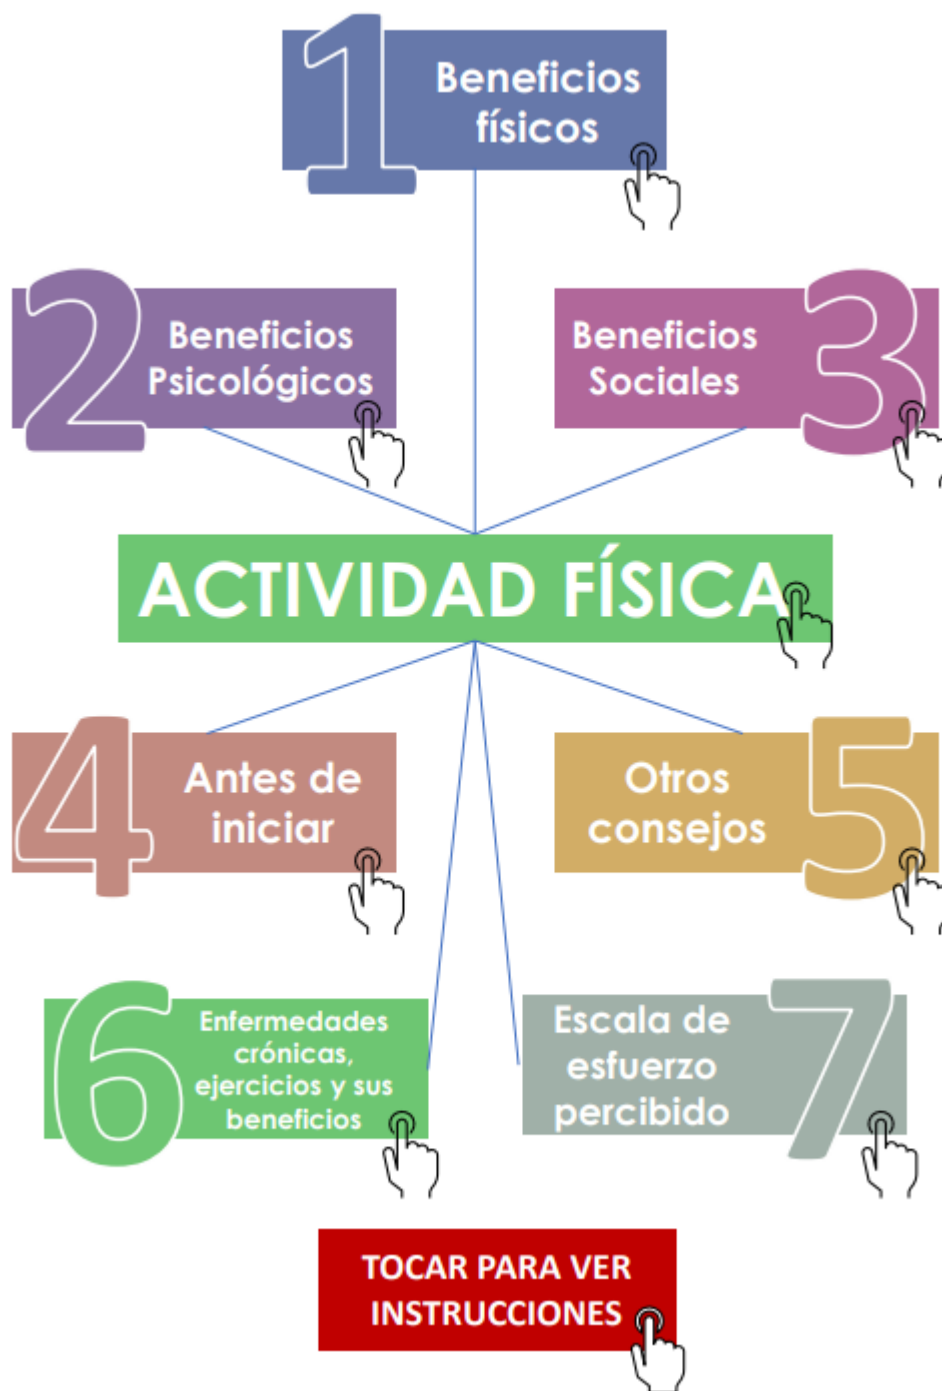 1
Beneficios
físicos
2
Beneficios
Psicológicos
Beneficios
Sociales
3
ACTIVIDAD FÍSICA
4
Antes de
iniciar
Otros
consejos
5
6
Enfermedades
crónicas,
ejercicios y sus
beneficios
Escala de
esfuerzo
percibido
7
TOCAR PARA VER
INSTRUCCIONES